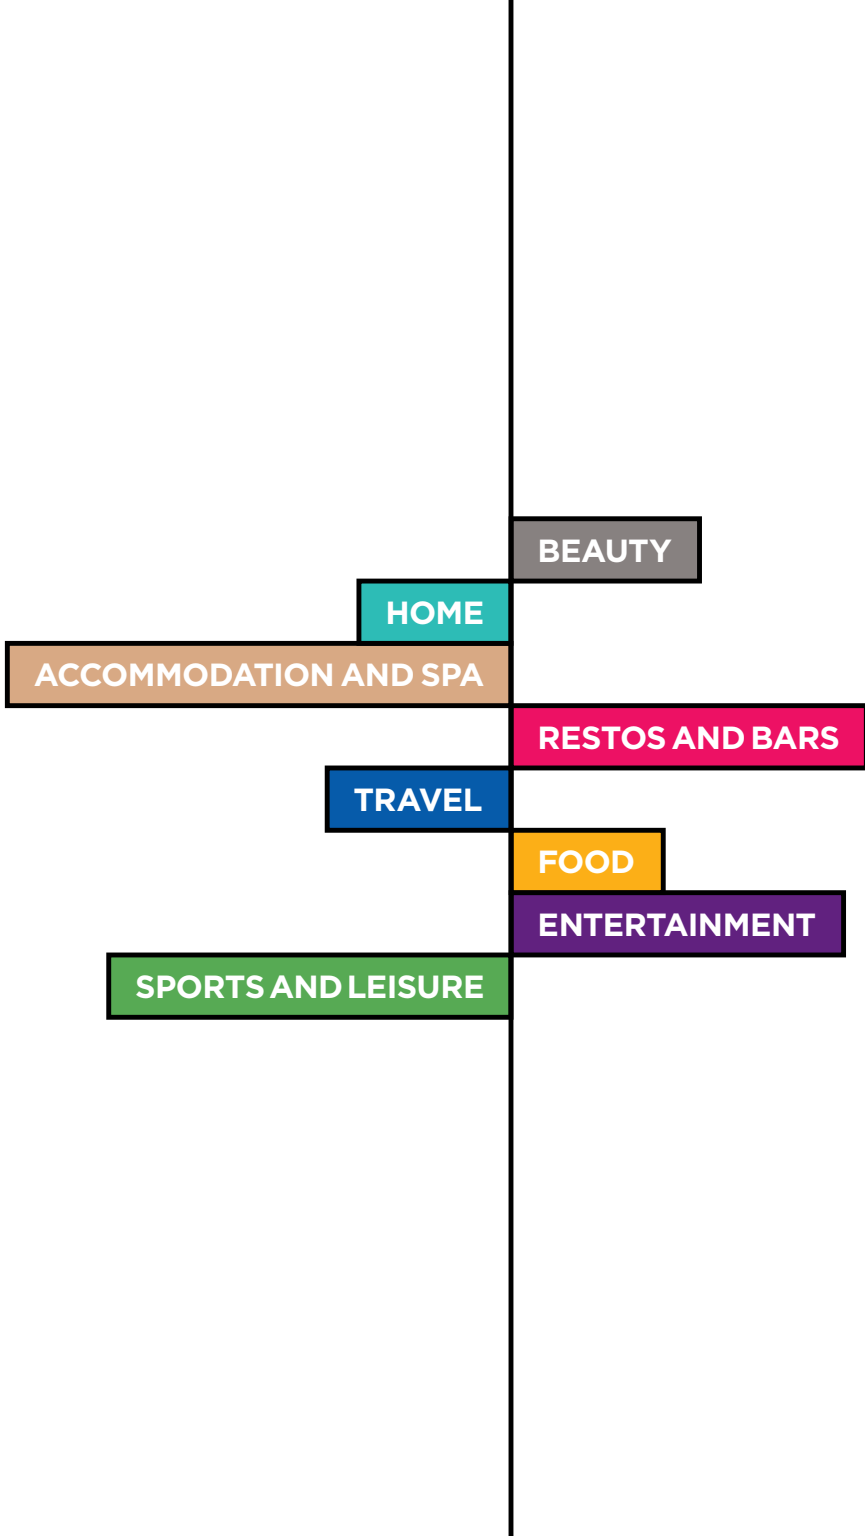 BEAUTY
HOME
ACCOMMODATION AND SPA
RESTOS AND BARS
TRAVEL
FOOD
ENTERTAINMENT
SPORTS AND LEISURE